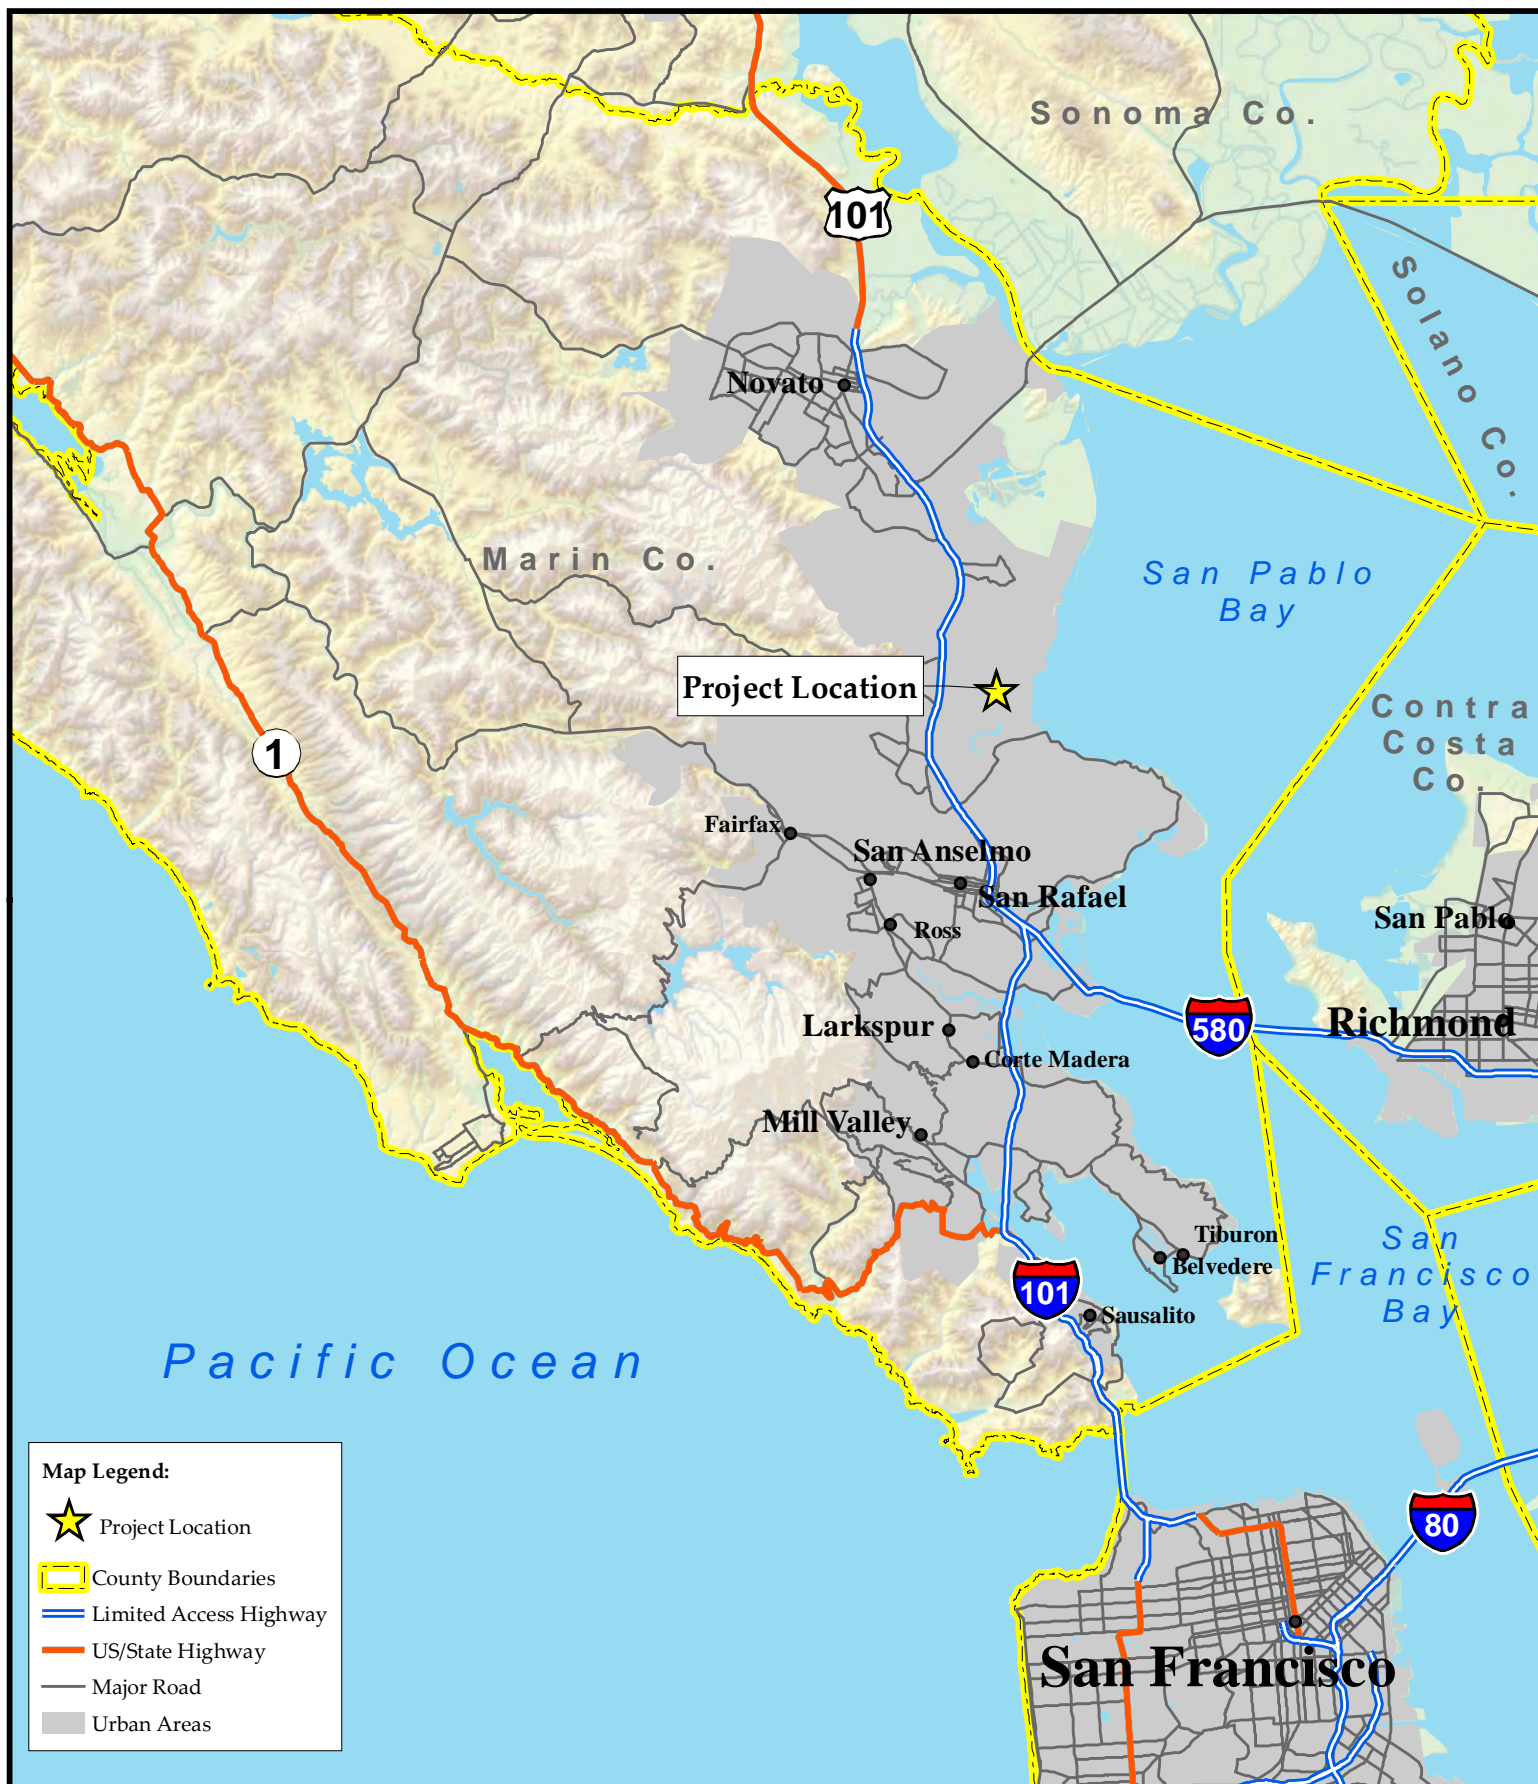 Sonoma Co.
101
Solano Co.
Novato
Marin Co.
San Pablo
Bay
Project Location
Contra
Costa
Co.
1
Fairfax
San Anselmo
San Rafael
San Pablo
Ross
580
Richmond
Larkspur
Corte Madera
Mill Valley
Tiburon
Belvedere
San
Francisco
Bay
101
Sausalito
Pacific Ocean
Map Legend:
Project Location
County Boundaries
Limited Access Highway
US/State Highway
Major Road
Urban Areas
80
San Francisco